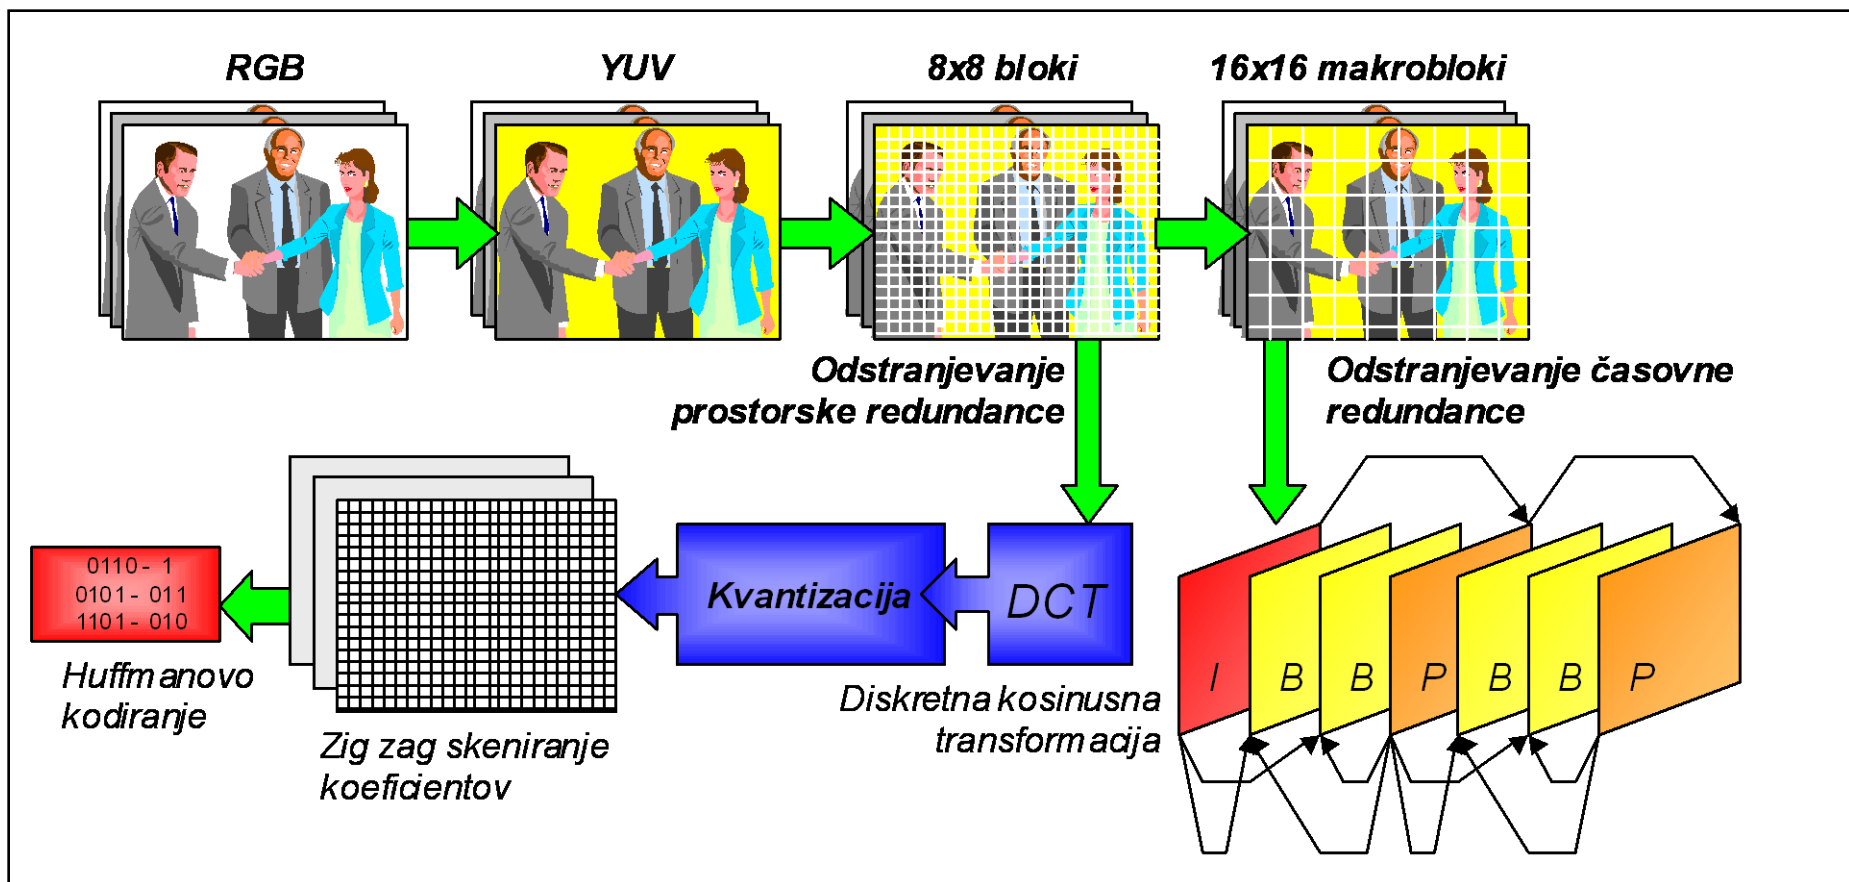 RGB
YUV
8x8 bloki
16x16 makrobloki
Odstranjevanje
prostorske redundance
Odstranjevanje časovne
redundance
0110 - 1
0101 - 011
1101 - 010
Huffmanovo
kodiranje
Zig zag skeniranje
koeficientov
Kvantizacija
DCT
Diskretna kosinusna
transformacija
I B B P B B P